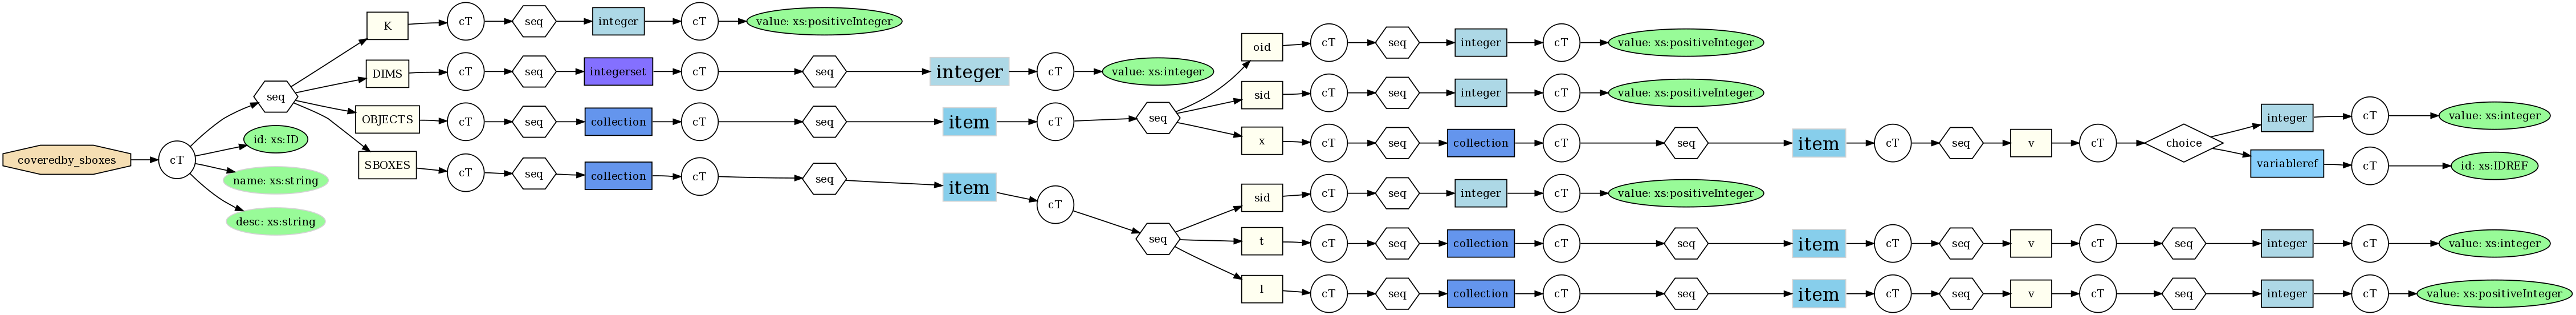 coveredby_sboxes
cT
seq
id: xs:ID
name: xs:string
desc: xs:string
K
cT
seq
integer
cT
value: xs:positiveInteger
DIMS
cT
seq
integerset
cT
seq
integer
cT
value: xs:integer
OBJECTS
cT
seq
collection
cT
seq
item
cT
seq
oid
cT
seq
integer
cT
value: xs:positiveInteger
sid
cT
seq
integer
cT
value: xs:positiveInteger
x
cT
seq
collection
cT
seq
item
cT
seq
v
cT
choice
integer
cT
value: xs:integer
variableref
cT
id: xs:IDREF
SBOXES
cT
seq
collection
cT
seq
item
cT
seq
sid
cT
seq
integer
cT
value: xs:positiveInteger
t
cT
seq
collection
cT
seq
item
cT
seq
v
cT
seq
integer
cT
value: xs:integer
l
cT
seq
collection
cT
seq
item
cT
seq
v
cT
seq
integer
cT
value: xs:positiveInteger